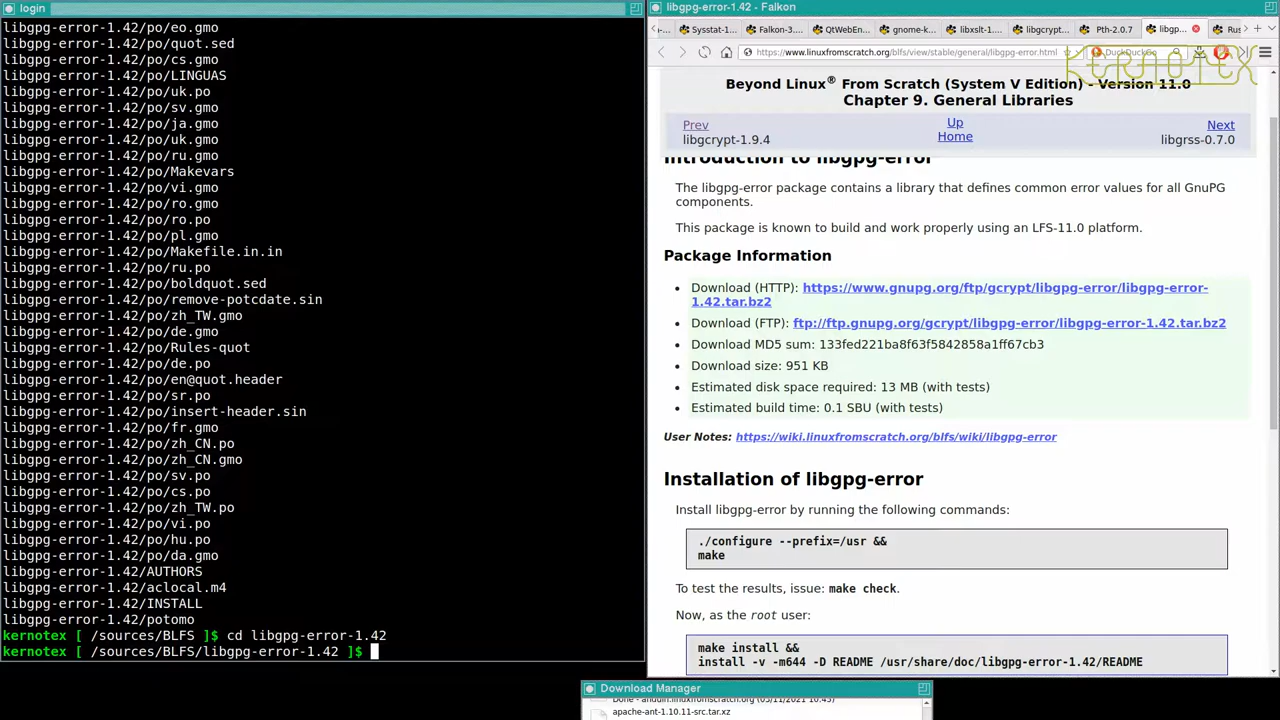 login
libgpg-error-1.42/po/eo.gmo
libgpg-error-1.42/po/quot.sed
libgpg-error-1.42/po/cs.gmo
libgpg-error-1.42/po/LINGUAS
libgpg-error-1.42/po/uk.po
libgpg-error-1.42/po/sv.gmo
libgpg-error-1.42/po/ja.gmo
libgpg-error-1.42/po/uk.gmo
libgpg-error-1.42/po/ru.gmo
libgpg-error-1.42/po/Makevars
libgpg-error-1.42/po/vi.gmo
libgpg-error-1.42/po/ro.gmo
libgpg-error-1.42/po/ro.po
libgpg-error-1.42/po/pl.gmo
libgpg-error-1.42/po/Makefile.in.in
libgpg-error-1.42/po/ru.po
libgpg-error-1.42/po/boldquot.sed
libgpg-error-1.42/po/remove-potcdate.sin
libgpg-error-1.42/po/zh_TW.gmo
libgpg-error-1.42/po/de.gmo
libgpg-error-1.42/po/Rules-quot
libgpg-error-1.42/po/de.po
libgpg-error-1.42/po/en@quot.header
libgpg-error-1.42/po/sr.po
libgpg-error-1.42/po/insert-header.sin
libgpg-error-1.42/po/fr.gmo
libgpg-error-1.42/po/zh_CN.po
libgpg-error-1.42/po/zh_CN.gmo
libgpg-error-1.42/po/sv.po
libgpg-error-1.42/po/cs.po
libgpg-error-1.42/po/zh_TW.po
libgpg-error-1.42/po/vi.po
libgpg-error-1.42/po/hu.po
libgpg-error-1.42/po/da.gmo
libgpg-error-1.42/AUTHORS
libgpg-error-1.42/aclocal.m4
libgpg-error-1.42/INSTALL
libgpg-error-1.42/potomo
kernotex [ /sources/BLFS ]$ cd libgpg-error-1.42
kernotex [ /sources/BLFS/libgpg-error-1.42 ]$
libgpg-error-1.42 - Falkon
Sysstat-1... Falkon-3... QtWebEn... gnome-k... libxslt-1... libgcryp... Pth-2.0.7 libgp... Rus
https://www.linuxfromscratch.org/blfs/view/stable/general/libgpg-error.html DuckDuckGo
KERNOTEX
Beyond Linux® From Scratch (System V Edition) - Version 11.0
Chapter 9. General Libraries
Prev Up Next
libgcrypt-1.9.4 Home libgrss-0.7.0
Introduction to libgpg-error
The libgpg-error package contains a library that defines common error values for all GnuPG
components.
This package is known to build and work properly using an LFS-11.0 platform.
Package Information
• Download (HTTP): https://www.gnupg.org/ftp/gcrypt/libgpg-error/libgpg-error-
1.42.tar.bz2
• Download (FTP): ftp://ftp.gnupg.org/gcrypt/libgpg-error/libgpg-error-1.42.tar.bz2
• Download MD5 sum: 133fed221ba8f63f5842858a1ff67cb3
• Download size: 951 KB
• Estimated disk space required: 13 MB (with tests)
• Estimated build time: 0.1 SBU (with tests)
User Notes: https://wiki.linuxfromscratch.org/blfs/wiki/libgpg-error
Installation of libgpg-error
Install libgpg-error by running the following commands:
./configure --prefix=/usr &&
make
To test the results, issue: make check.
Now, as the root user:
make install &&
install -v -m644 -D README /usr/share/doc/libgpg-error-1.42/README
Download Manager
Done - anduin.linuxfromscratch.org (05/11/2021 10:45)
apache-ant-1.10.11-src.tar.xz